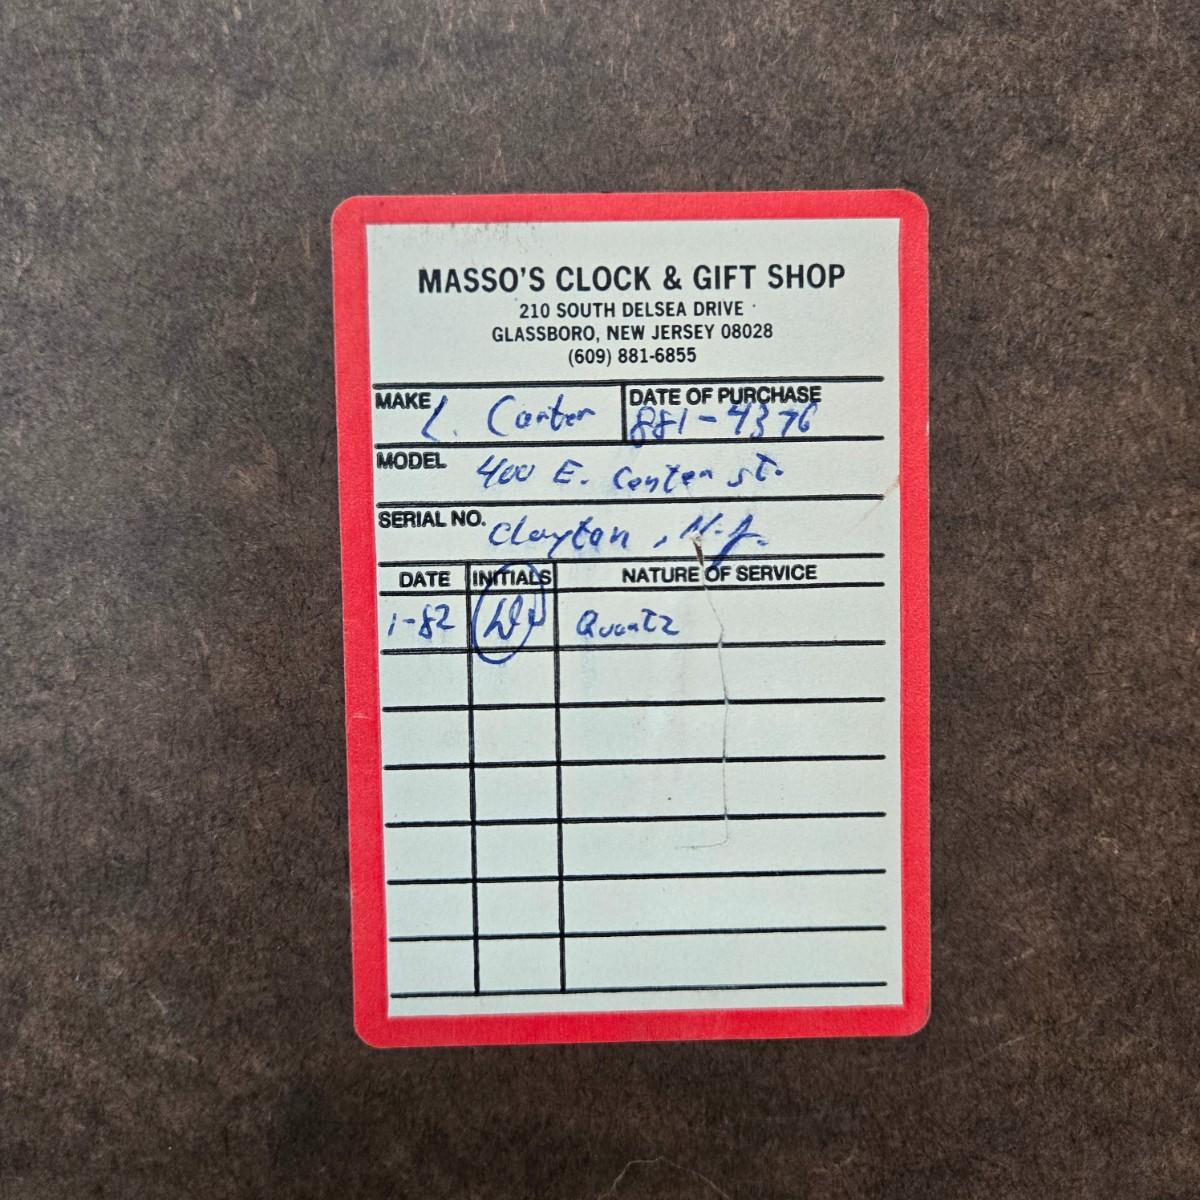 MASSO'S CLOCK & GIFT SHOP
210 SOUTH DELSEA DRIVE
GLASSBORO, NEW JERSEY 08028
(609) 881-6855
MAKE L. Carter DATE OF PURCHASE 881-4376
MODEL 400 E. Center st.
SERIAL NO. Clayton, N.J.
DATE INITIALS NATURE OF SERVICE
1-82 Quartz